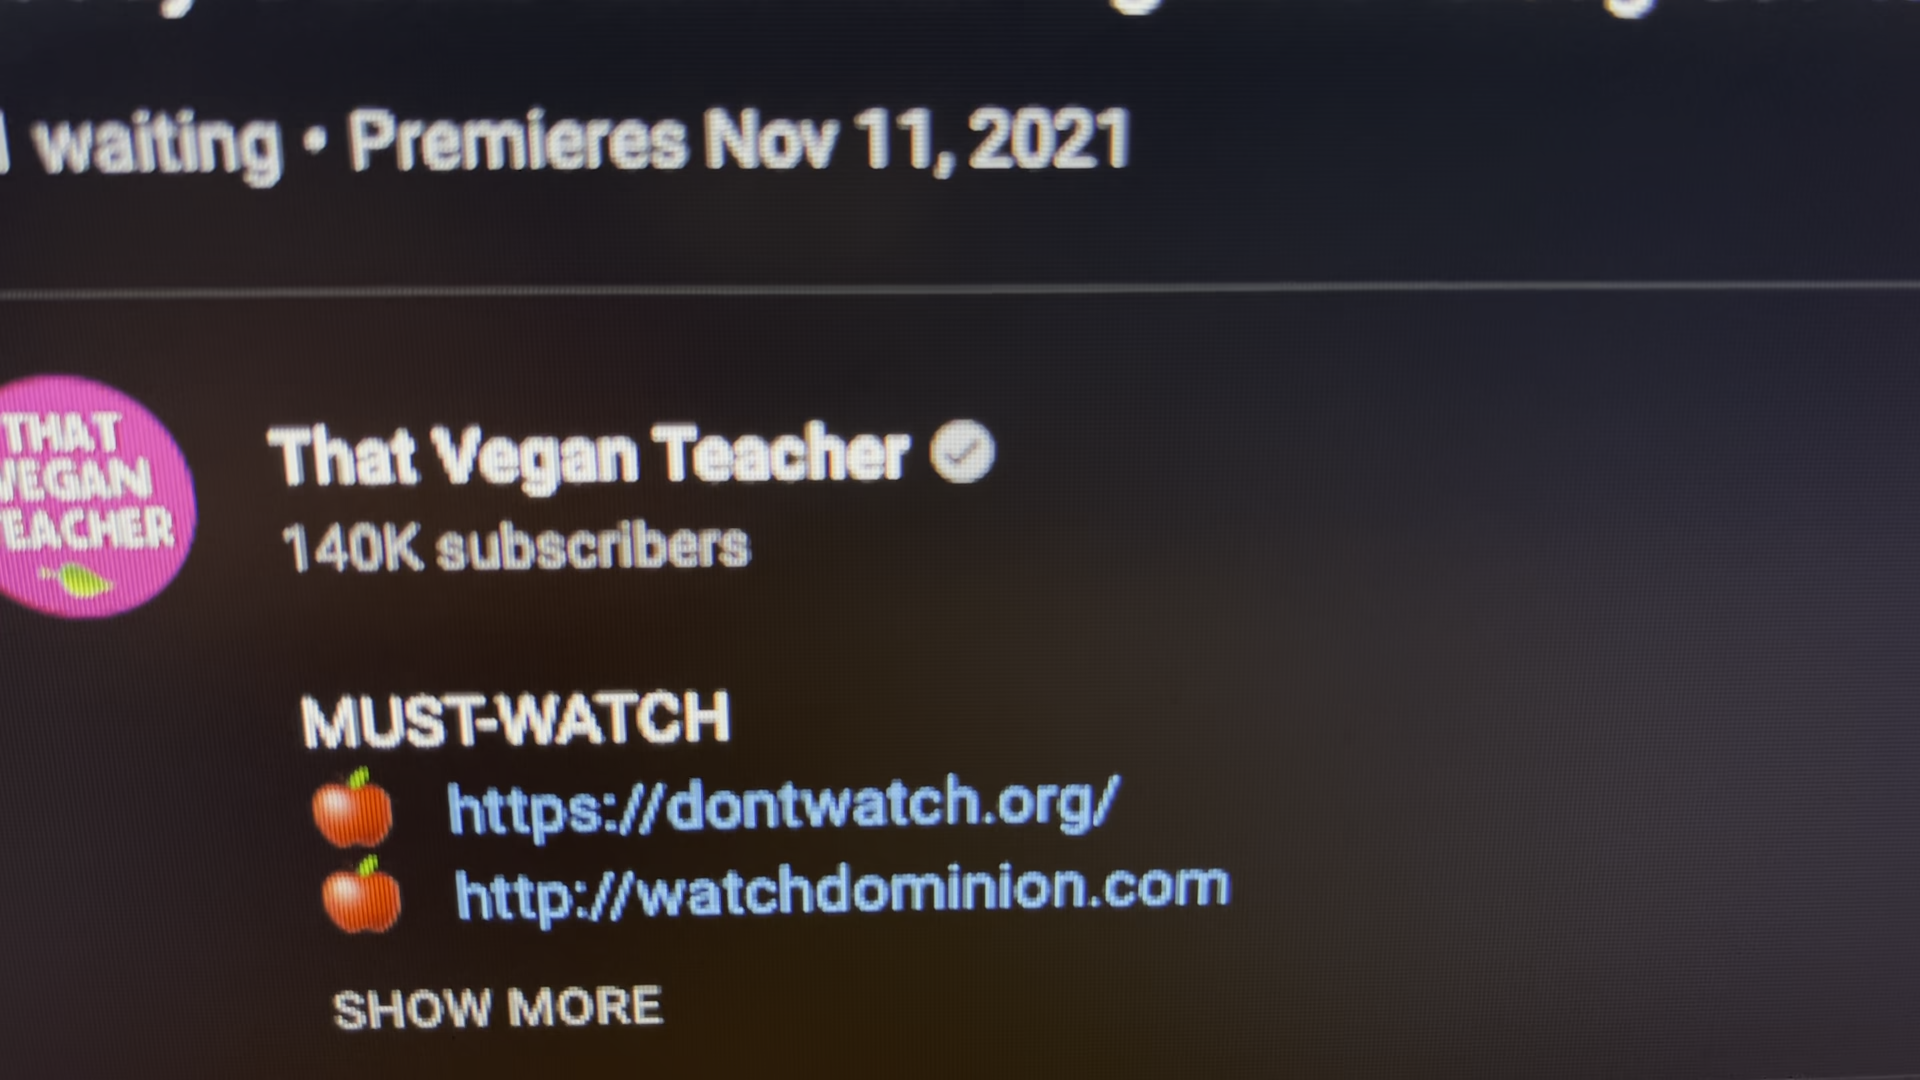 waiting • Premieres Nov 11, 2021
THAT
VEGAN
TEACHER
That Vegan Teacher
140K subscribers
MUST-WATCH
https://dontwatch.org/
http://watchdominion.com
SHOW MORE